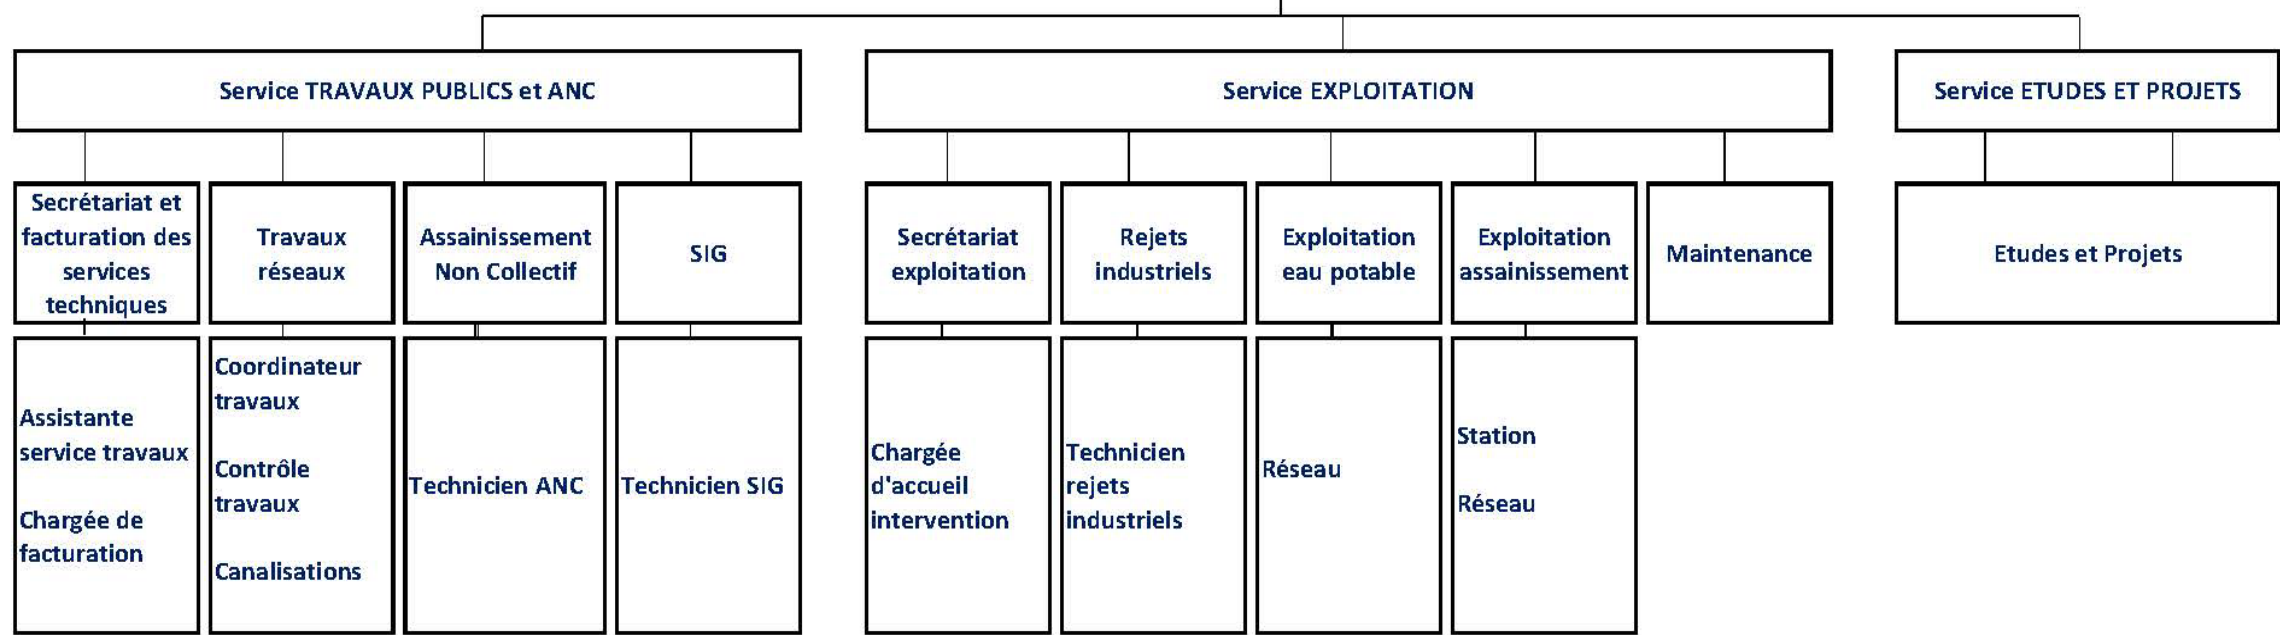 Service TRAVAUX PUBLICS et ANC
Service EXPLOITATION
Service ETUDES ET PROJETS
Secrétariat et
facturation des
services
techniques
Travaux
réseaux
Assainissement
Non Collectif
SIG
Secrétariat
exploitation
Rejets
industriels
Exploitation
eau potable
Exploitation
assainissement
Maintenance
Etudes et Projets
Assistante
service travaux
Chargée de
facturation
Coordinateur
travaux
Contrôle
travaux
Canalisations
Technicien ANC
Technicien SIG
Chargée
d'accueil
intervention
Technicien
rejets
industriels
Réseau
Station
Réseau